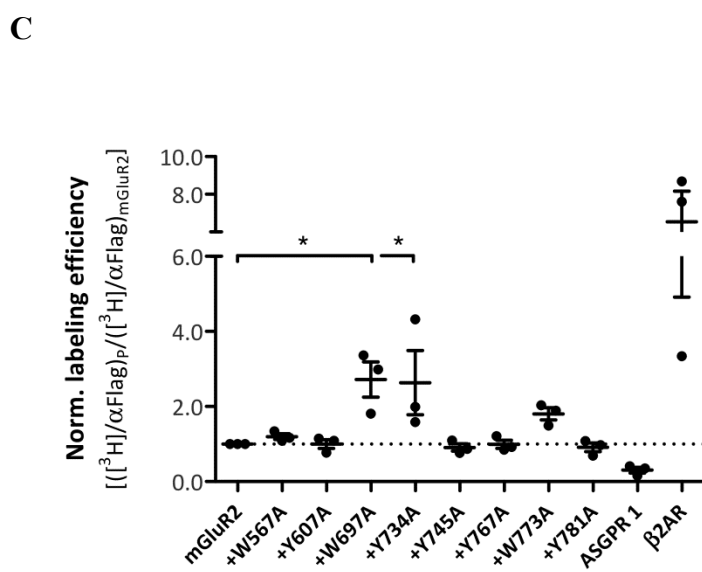 C
Norm. labeling efficiency
[([³H]/αFlag)P/([³H]/αFlag)mGluR2]
10.0
8.0
6.0
4.0
2.0
0.0
*
*
mGluR2
+W567A
+Y607A
+W697A
+Y734A
+Y745A
+Y767A
+W773A
+Y781A
ASGPR 1
β2AR